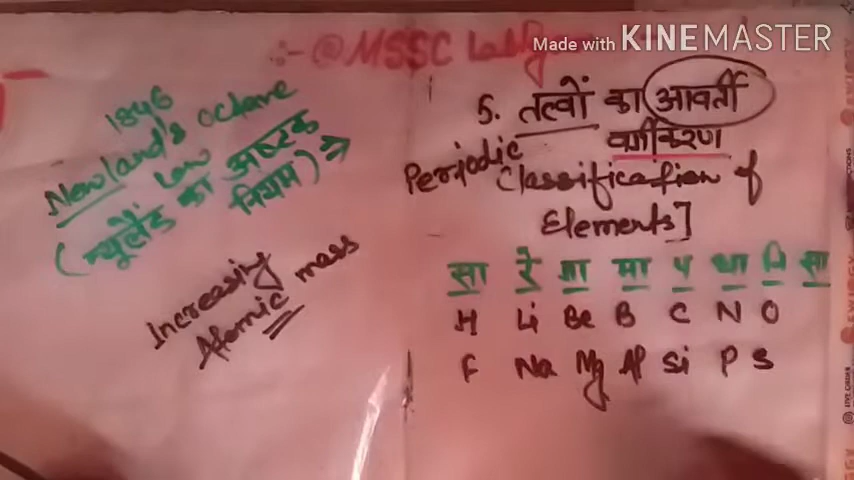 Made with KINEMASTER
:- @MSSC
5. तत्वों का आवर्ती
वर्गीकरण
Periodic Classification of
Elements]
सा रे गा मा प धा नि सा
H Li Be B C N O
F Na Mg Al Si P S
1846
Newland's octave
Law
(न्यूलैंड का अष्टक
नियम) ⇒
Increasing
Atomic mass